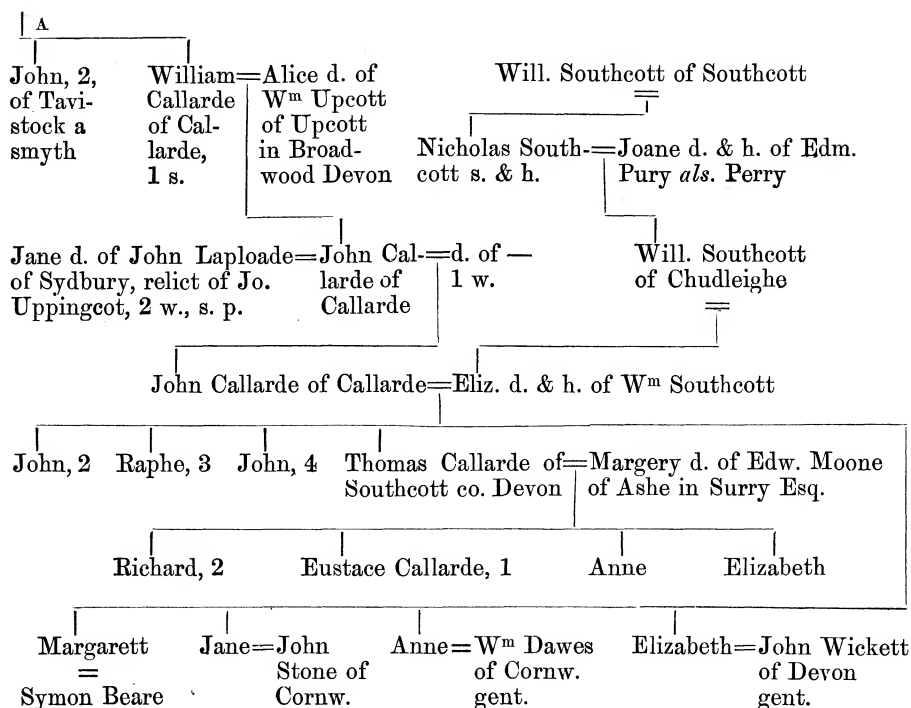 A
John, 2,
of Tavi-
stock a
smyth
William=Alice d. of
Callarde Wm Upcott
of Cal- of Upcott
larde, in Broad-
1 s. wood Devon
Will. Southcott of Southcott
=
Nicholas South-=Joane d. & h. of Edm.
cott s. & h. Pury als. Perry
Jane d. of John Laploade=John Cal-=d. of —
of Sydbury, relict of Jo. larde of 1 w.
Uppingcot, 2 w., s. p. Callarde
Will. Southcott
of Chudleighe
=
John Callarde of Callarde=Eliz. d. & h. of Wm Southcott
John, 2 Raphe, 3 John, 4 Thomas Callarde of=Margery d. of Edw. Moone
Southcott co. Devon of Ashe in Surry Esq.
Richard, 2 Eustace Callarde, 1 Anne Elizabeth
Margarett
=
Symon Beare
Jane=John
Stone of
Cornw.
Anne=Wm Dawes
of Cornw.
gent.
Elizabeth=John Wickett
of Devon
gent.